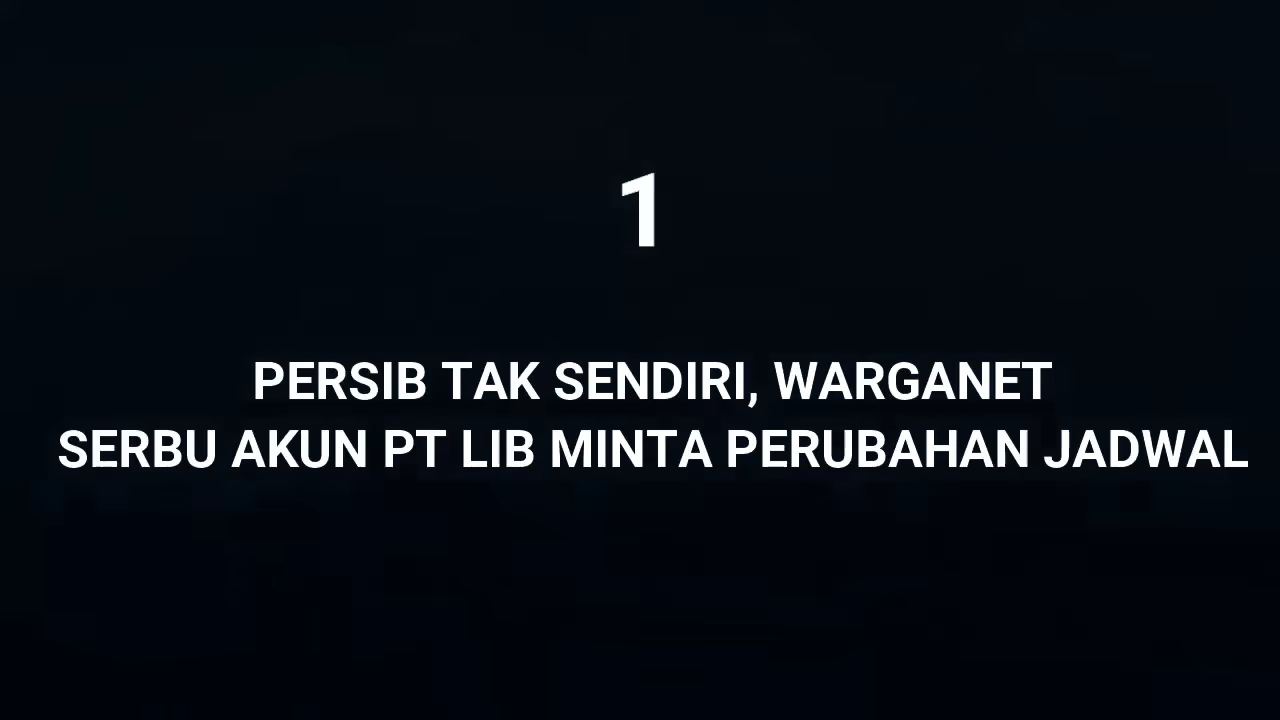 1
PERSIB TAK SENDIRI, WARGANET
SERBU AKUN PT LIB MINTA PERUBAHAN JADWAL